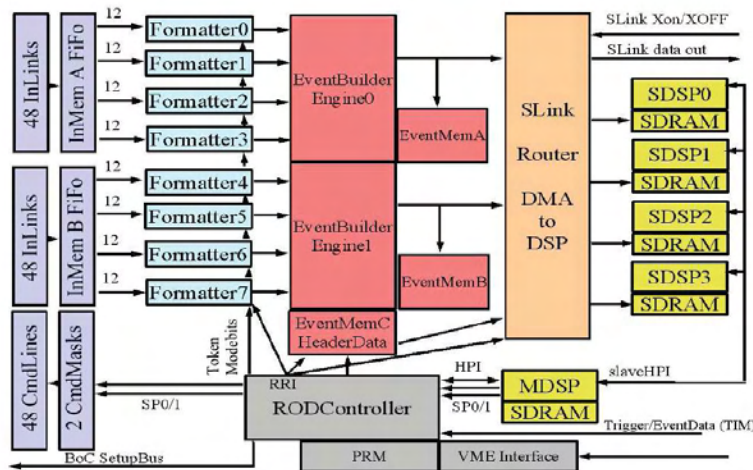 12
Formatter0
SLink Xon/XOFF
48 InLinks
InMem A FiFo
12
Formatter1
SLink data out
EventBuilder
Engine0
12
Formatter2
SDSP0
SDRAM
EventMemA
12
Formatter3
SLink
Router
DMA
to
DSP
SDSP1
SDRAM
48 InLinks
InMem B FiFo
12
Formatter4
12
Formatter5
EventBuilder
Engine1
SDSP2
SDRAM
12
Formatter6
12
Formatter7
EventMemB
SDSP3
SDRAM
48 CmdLines
2 CmdMasks
Token
Modebits
EventMemC
HeaderData
RRI
RODController
HPI
MDSP
SDRAM
slaveHPI
SP0/1
SP0/1
Trigger/EventData (TIM)
BoC SetupBus
PRM
VME Interface